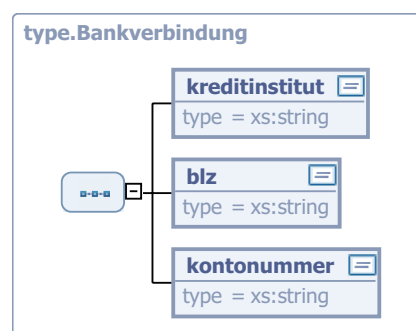 type.Bankverbindung
kreditinstitut
type = xs:string
blz
type = xs:string
kontonummer
type = xs:string